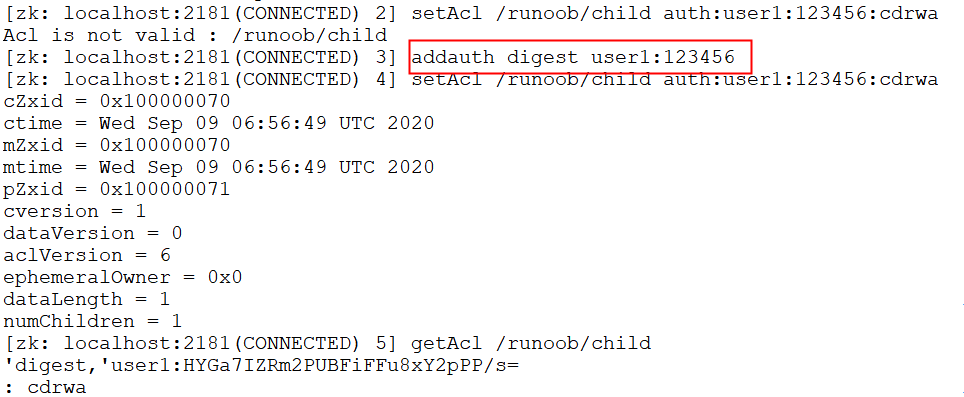 [zk: localhost:2181(CONNECTED) 2] setAcl /runoob/child auth:user1:123456:cdrwa
Acl is not valid : /runoob/child
[zk: localhost:2181(CONNECTED) 3] addauth digest user1:123456
[zk: localhost:2181(CONNECTED) 4] setAcl /runoob/child auth:user1:123456:cdrwa
cZxid = 0x100000070
ctime = Wed Sep 09 06:56:49 UTC 2020
mZxid = 0x100000070
mtime = Wed Sep 09 06:56:49 UTC 2020
pZxid = 0x100000071
cversion = 1
dataVersion = 0
aclVersion = 6
ephemeralOwner = 0x0
dataLength = 1
numChildren = 1
[zk: localhost:2181(CONNECTED) 5] getAcl /runoob/child
'digest,'user1:HYGa7IZRm2PUBFiFFu8xY2pPP/s=
: cdrwa